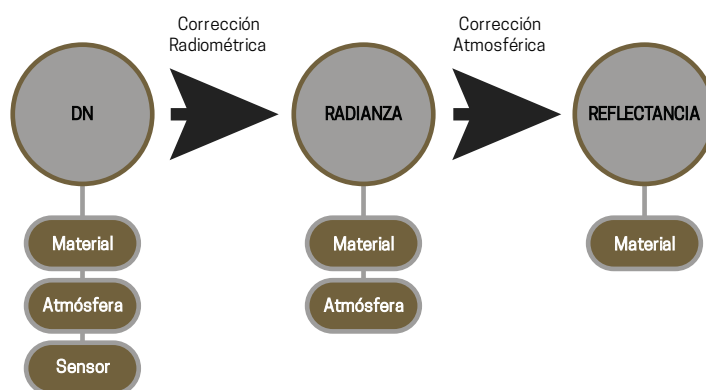 Corrección
Radiométrica
Corrección
Atmosférica
DN
RADIANZA
REFLECTANCIA
Material
Material
Material
Atmósfera
Atmósfera
Sensor